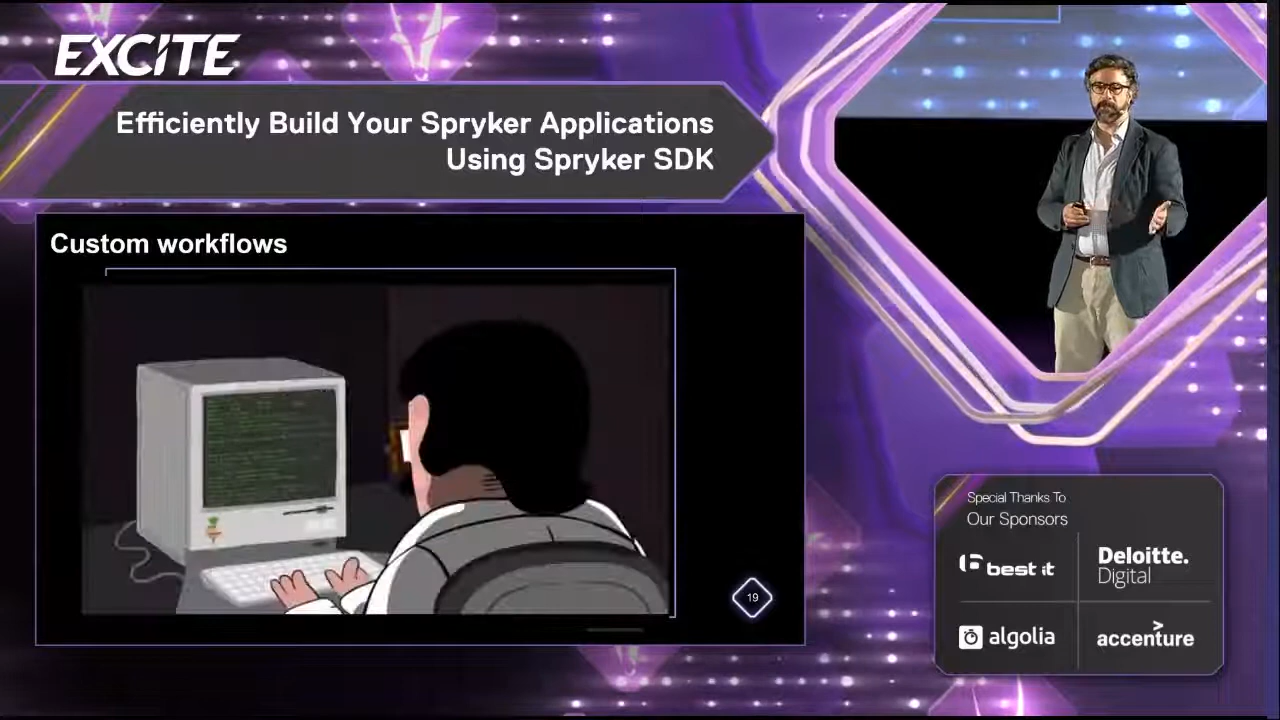 EXCITE
Efficiently Build Your Spryker Applications
Using Spryker SDK
Custom workflows
19
Special Thanks To
Our Sponsors
best it
Deloitte.
Digital
algolia
accenture